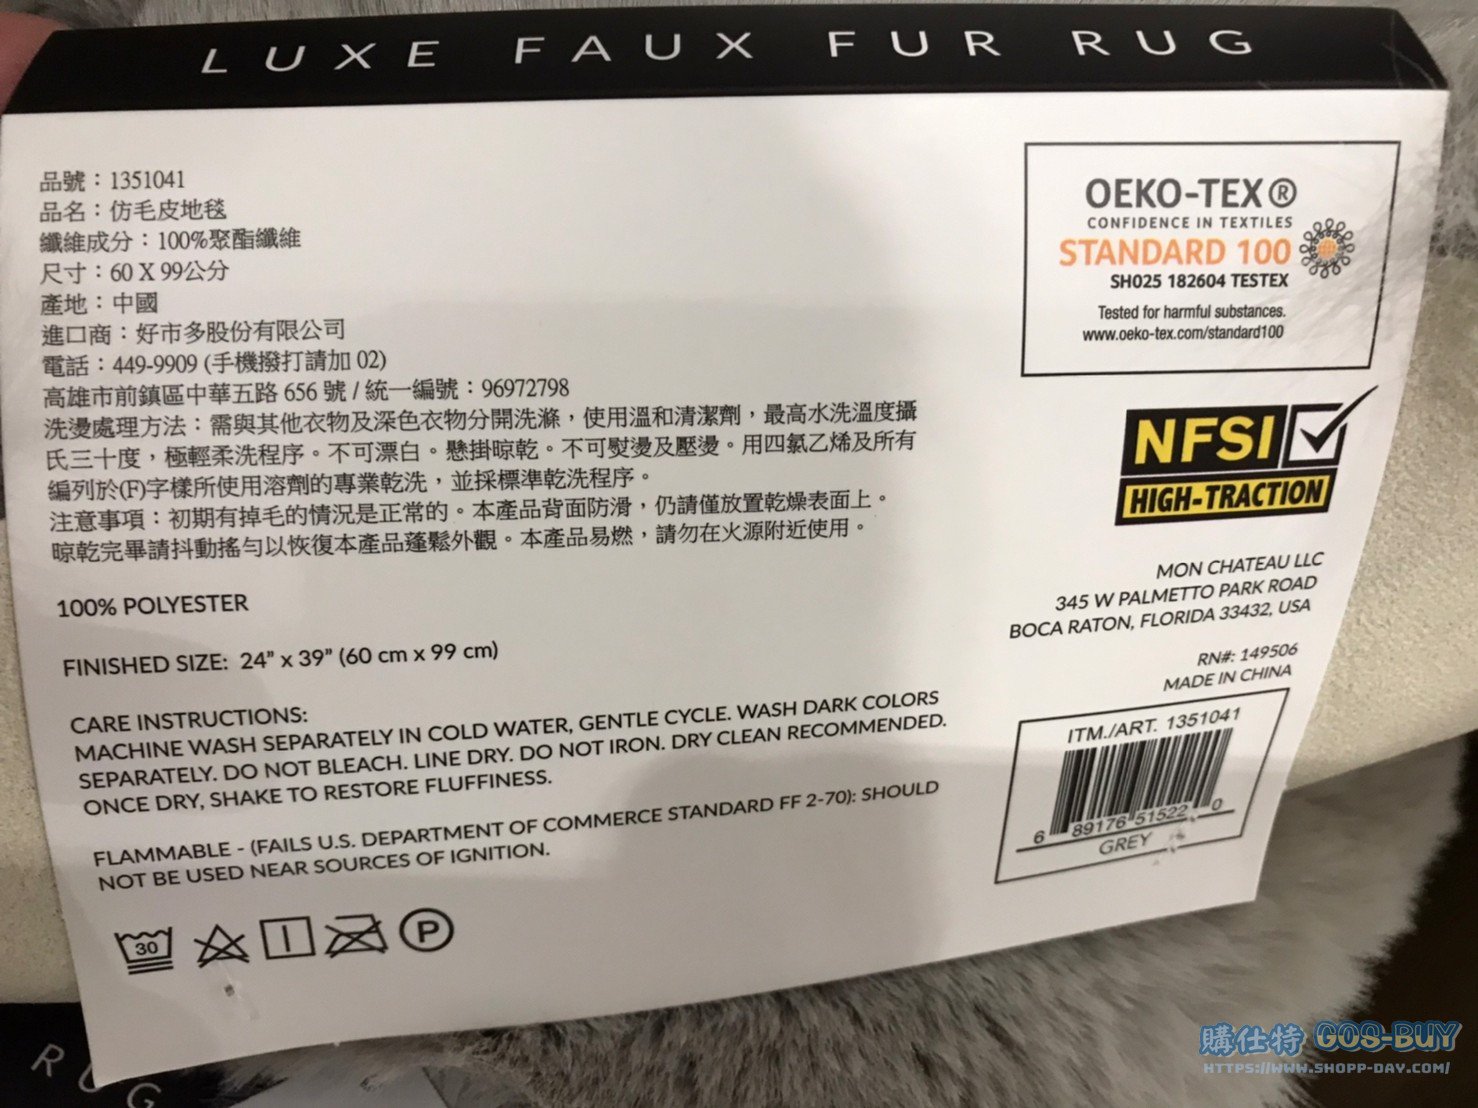 LUXE FAUX FUR RUG
品號：1351041
品名：仿毛皮地毯
纖維成分：100%聚酯纖維
尺寸：60 X 99公分
產地：中國
進口商：好市多股份有限公司
電話：449-9909 (手機撥打請加 02)
高雄市前鎮區中華五路 656 號 / 統一編號：96972798
洗燙處理方法：需與其他衣物及深色衣物分開洗滌，使用溫和清潔劑，最高水洗溫度攝
氏三十度，極輕柔洗程序。不可漂白。懸掛晾乾。不可熨燙及壓燙。用四氯乙烯及所有
編列於(F)字樣所使用溶劑的專業乾洗，並採標準乾洗程序。
注意事項：初期有掉毛的情況是正常的。本產品背面防滑，仍請僅放置乾燥表面上。
晾乾完畢請抖動搖勻以恢復本產品蓬鬆外觀。本產品易燃，請勿在火源附近使用。
100% POLYESTER
FINISHED SIZE: 24” x 39” (60 cm x 99 cm)
CARE INSTRUCTIONS:
MACHINE WASH SEPARATELY IN COLD WATER, GENTLE CYCLE. WASH DARK COLORS
SEPARATELY. DO NOT BLEACH. LINE DRY. DO NOT IRON. DRY CLEAN RECOMMENDED.
ONCE DRY, SHAKE TO RESTORE FLUFFINESS.
FLAMMABLE - (FAILS U.S. DEPARTMENT OF COMMERCE STANDARD FF 2-70): SHOULD
NOT BE USED NEAR SOURCES OF IGNITION.
30
P
OEKO-TEX®
CONFIDENCE IN TEXTILES
STANDARD 100
SH025 182604 TESTEX
Tested for harmful substances.
www.oeko-tex.com/standard100
NFSI
HIGH-TRACTION
MON CHATEAU LLC
345 W PALMETTO PARK ROAD
BOCA RATON, FLORIDA 33432, USA
RN#: 149506
MADE IN CHINA
ITM./ART. 1351041
6 89176 51522 0
GREY
RUG
購仕特 GOS-BUY
HTTPS://WWW.SHOPP-DAY.COM/